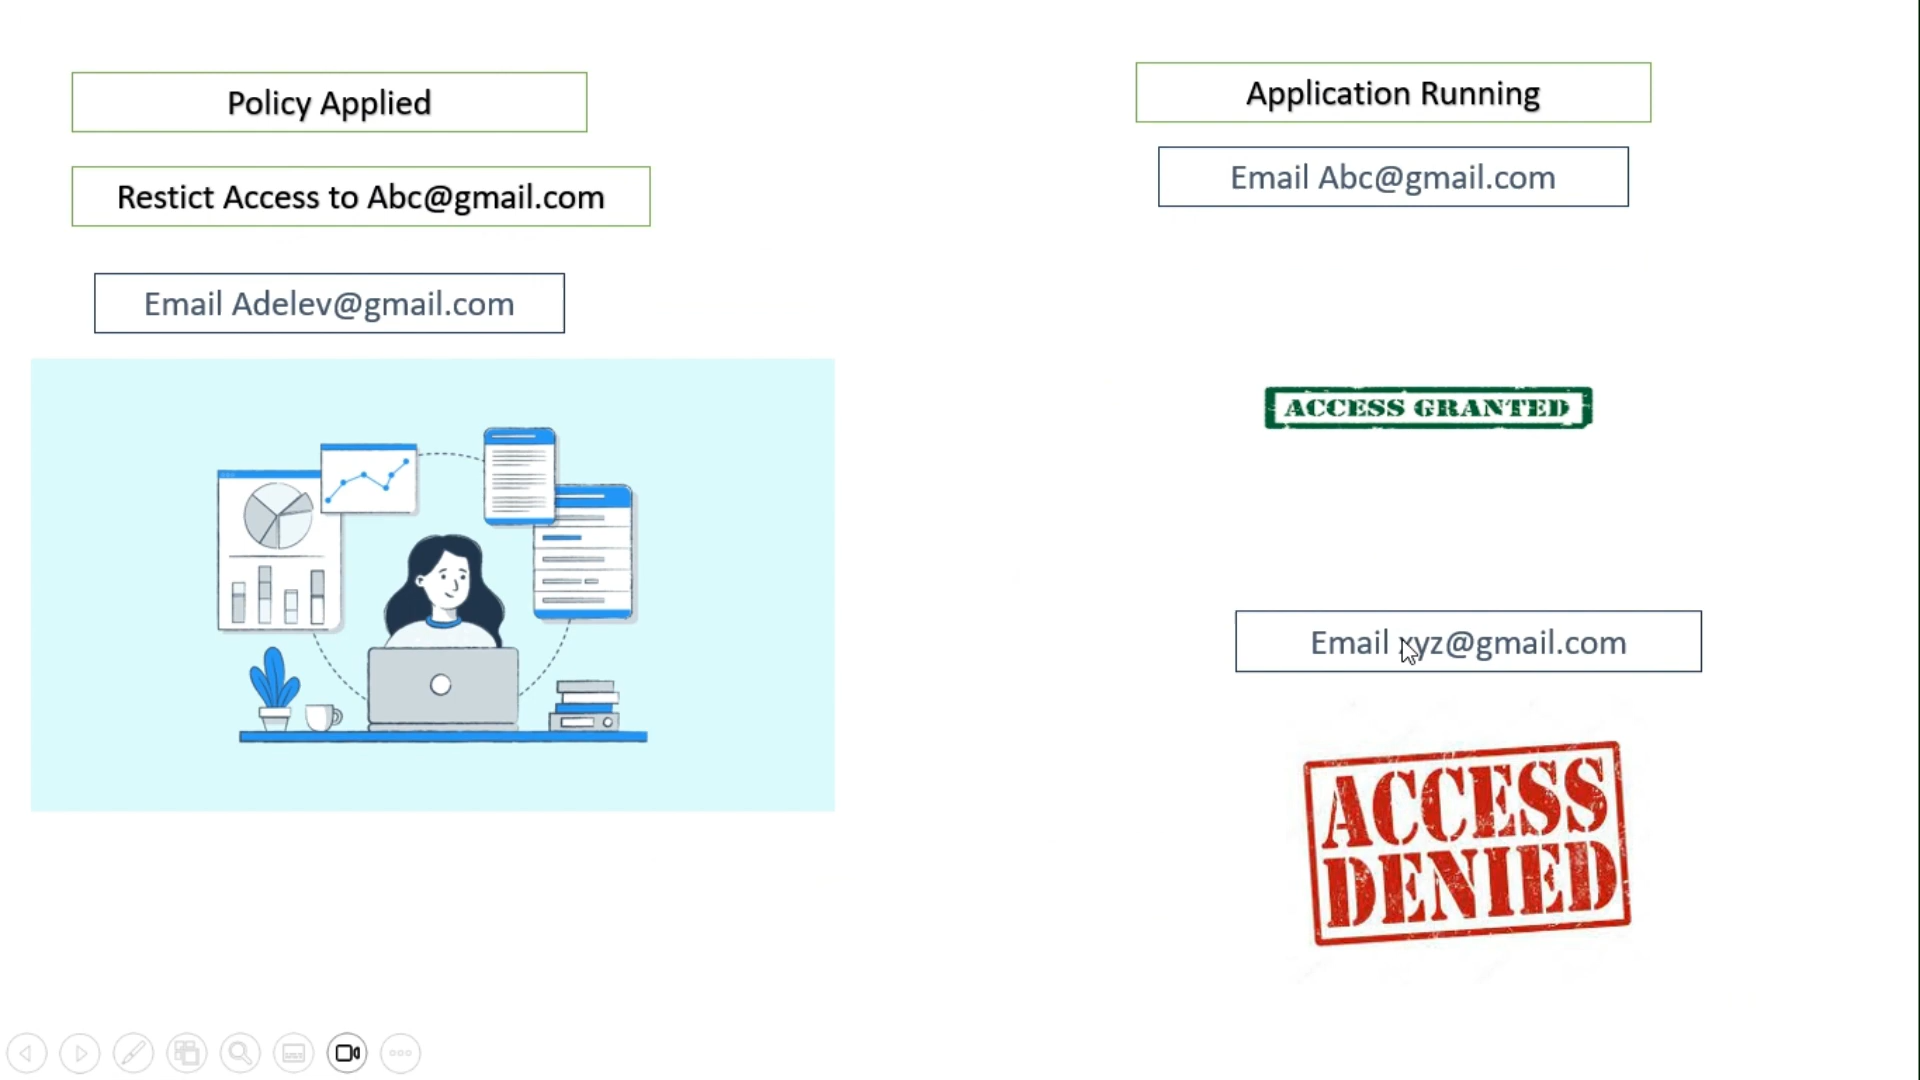 Policy Applied
Restict Access to Abc@gmail.com
Email Adelev@gmail.com
Application Running
Email Abc@gmail.com
ACCESS GRANTED
Email xyz@gmail.com
ACCESS
DENIED